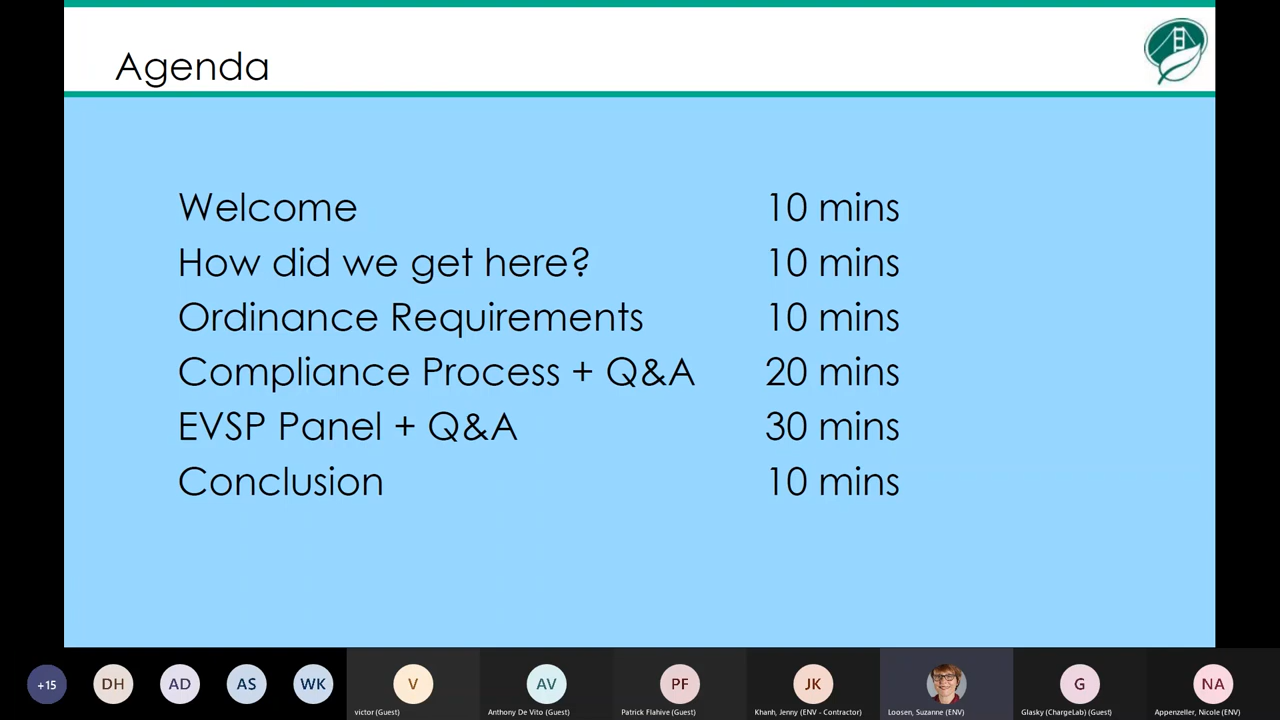 Agenda
Welcome 10 mins
How did we get here? 10 mins
Ordinance Requirements 10 mins
Compliance Process + Q&A 20 mins
EVSP Panel + Q&A 30 mins
Conclusion 10 mins
+15 DH AD AS WK V AV PF JK G NA
victor (Guest) Anthony De Vito (Guest) Patrick Flahive (Guest) Khanh, Jenny (ENV - Contractor) Loosen, Suzanne (ENV) Glasky (ChargeLab) (Guest) Appenzeller, Nicole (ENV)